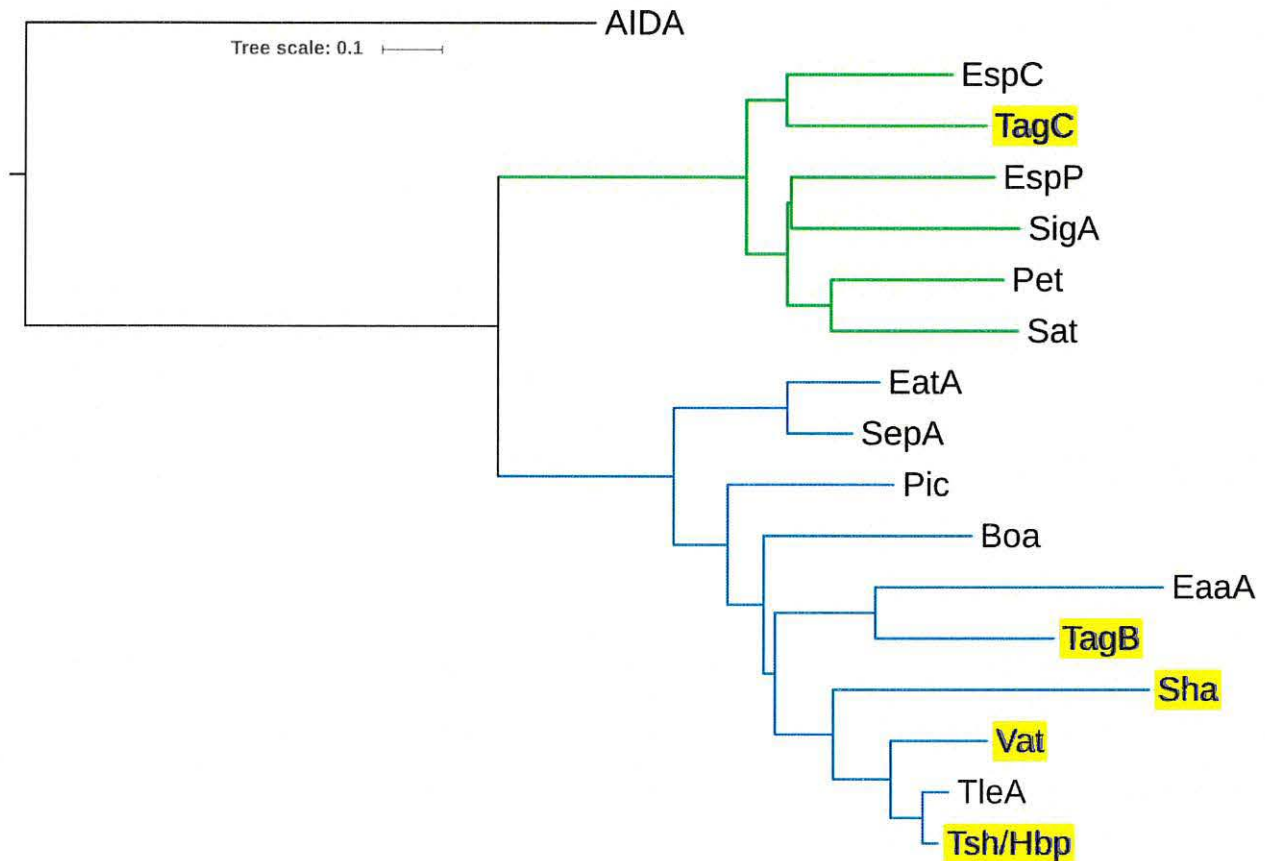 AIDA
Tree scale: 0.1
EspC
TagC
EspP
SigA
Pet
Sat
EatA
SepA
Pic
Boa
EaaA
TagB
Sha
Vat
TleA
Tsh/Hbp